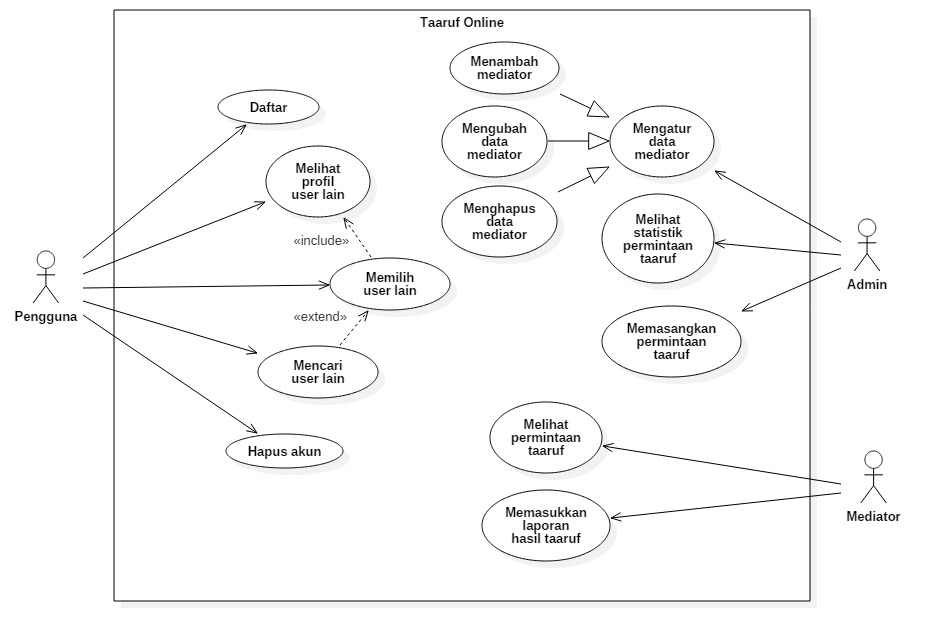 Taaruf Online
Menambah
mediator
Daftar
Mengubah
data
mediator
Mengatur
data
mediator
Melihat
profil
user lain
Menghapus
data
mediator
Melihat
statistik
permintaan
taaruf
«include»
Memilih
user lain
Admin
Pengguna
«extend»
Memasangkan
permintaan
taaruf
Mencari
user lain
Melihat
permintaan
taaruf
Hapus akun
Memasukkan
laporan
hasil taaruf
Mediator